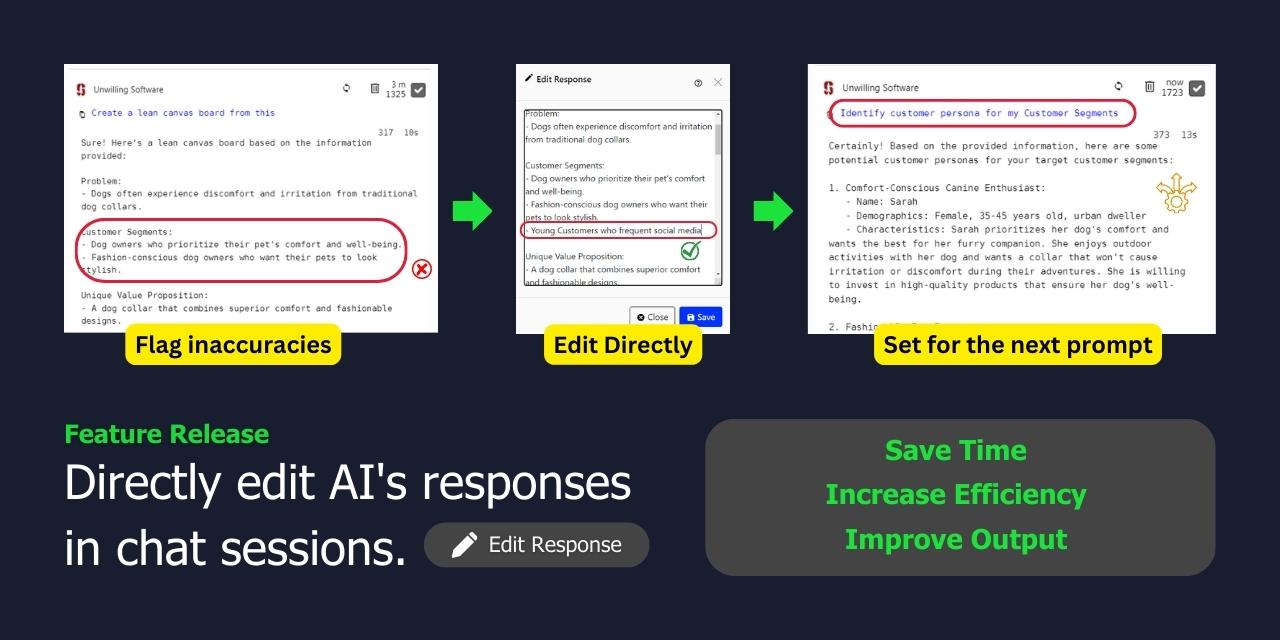 Unwilling Software
3 m
1325
Create a lean canvas board from this
317 10s
Sure! Here's a lean canvas board based on the information
provided:
Problem:
- Dogs often experience discomfort and irritation from traditional
dog collars.
Customer Segments:
- Dog owners who prioritize their pet's comfort and well-being.
- Fashion-conscious dog owners who want their pets to look
stylish.
Unique Value Proposition:
- A dog collar that combines superior comfort and fashionable
designs.
Flag inaccuracies
Edit Response
Problem:
- Dogs often experience discomfort and irritation
from traditional dog collars.
Customer Segments:
- Dog owners who prioritize their pet's comfort
and well-being.
- Fashion-conscious dog owners who want their
pets to look stylish.
- Young Customers who frequent social media
Unique Value Proposition:
- A dog collar that combines superior comfort
and fashionable designs.
Close
Save
Edit Directly
Unwilling Software
now
1723
Identify customer persona for my Customer Segments
373 13s
Certainly! Based on the provided information, here are some
potential customer personas for your target customer segments:
1. Comfort-Conscious Canine Enthusiast:
- Name: Sarah
- Demographics: Female, 35-45 years old, urban dweller
- Characteristics: Sarah prioritizes her dog's comfort and
wants the best for her furry companion. She enjoys outdoor
activities with her dog and wants a collar that won't cause
irritation or discomfort during their adventures. She is willing
to invest in high-quality products that ensure her dog's well-
being.
2.
Set for the next prompt
Feature Release
Directly edit AI's responses
in chat sessions.
Edit Response
Save Time
Increase Efficiency
Improve Output